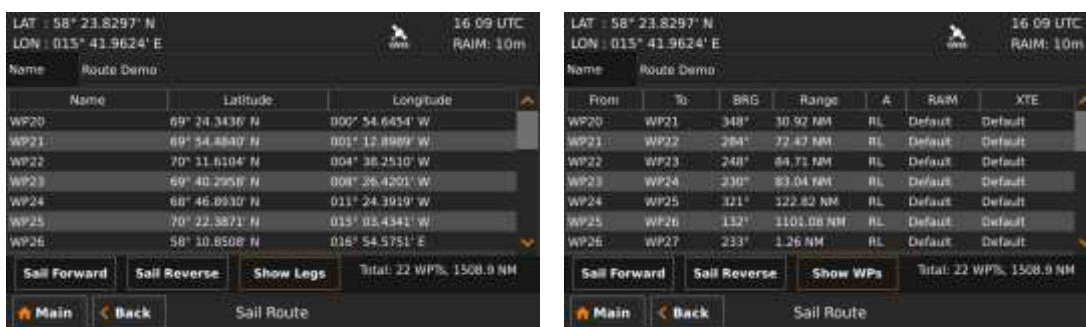 LAT : 58° 23.8297' N
LON : 015° 41.9624' E
GNSS
16 09 UTC
RAIM: 10m
Name Route Demo
Name Latitude Longitude
WP20 69° 24.3436' N 000° 54.6454' W
WP21 69° 54.4840' N 001° 12.8989' W
WP22 70° 11.6104' N 004° 38.2510' W
WP23 69° 40.2958' N 008° 26.4201' W
WP24 68° 46.8930' N 011° 24.3919' W
WP25 70° 22.3871' N 015° 03.4341' W
WP26 58° 10.8508' N 016° 54.5751' E
Sail Forward Sail Reverse Show Legs Total: 22 WPTs, 1508.9 NM
Main Back Sail Route
LAT : 58° 23.8297' N
LON : 015° 41.9624' E
GNSS
16 09 UTC
RAIM: 10m
Name Route Demo
From To BRG Range A RAIM XTE
WP20 WP21 348° 30.92 NM RL Default Default
WP21 WP22 284° 72.47 NM RL Default Default
WP22 WP23 248° 84.71 NM RL Default Default
WP23 WP24 230° 83.04 NM RL Default Default
WP24 WP25 321° 122.82 NM RL Default Default
WP25 WP26 132° 1101.08 NM RL Default Default
WP26 WP27 233° 1.26 NM RL Default Default
Sail Forward Sail Reverse Show WPs Total: 22 WPTs, 1508.9 NM
Main Back Sail Route